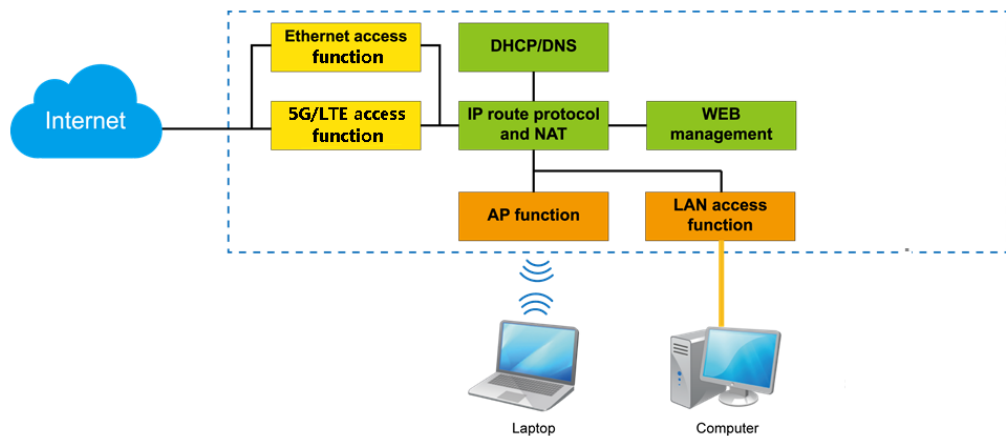 Ethernet access
function
DHCP/DNS
Internet
5G/LTE access
function
IP route protocol
and NAT
WEB
management
AP function
LAN access
function
Laptop
Computer